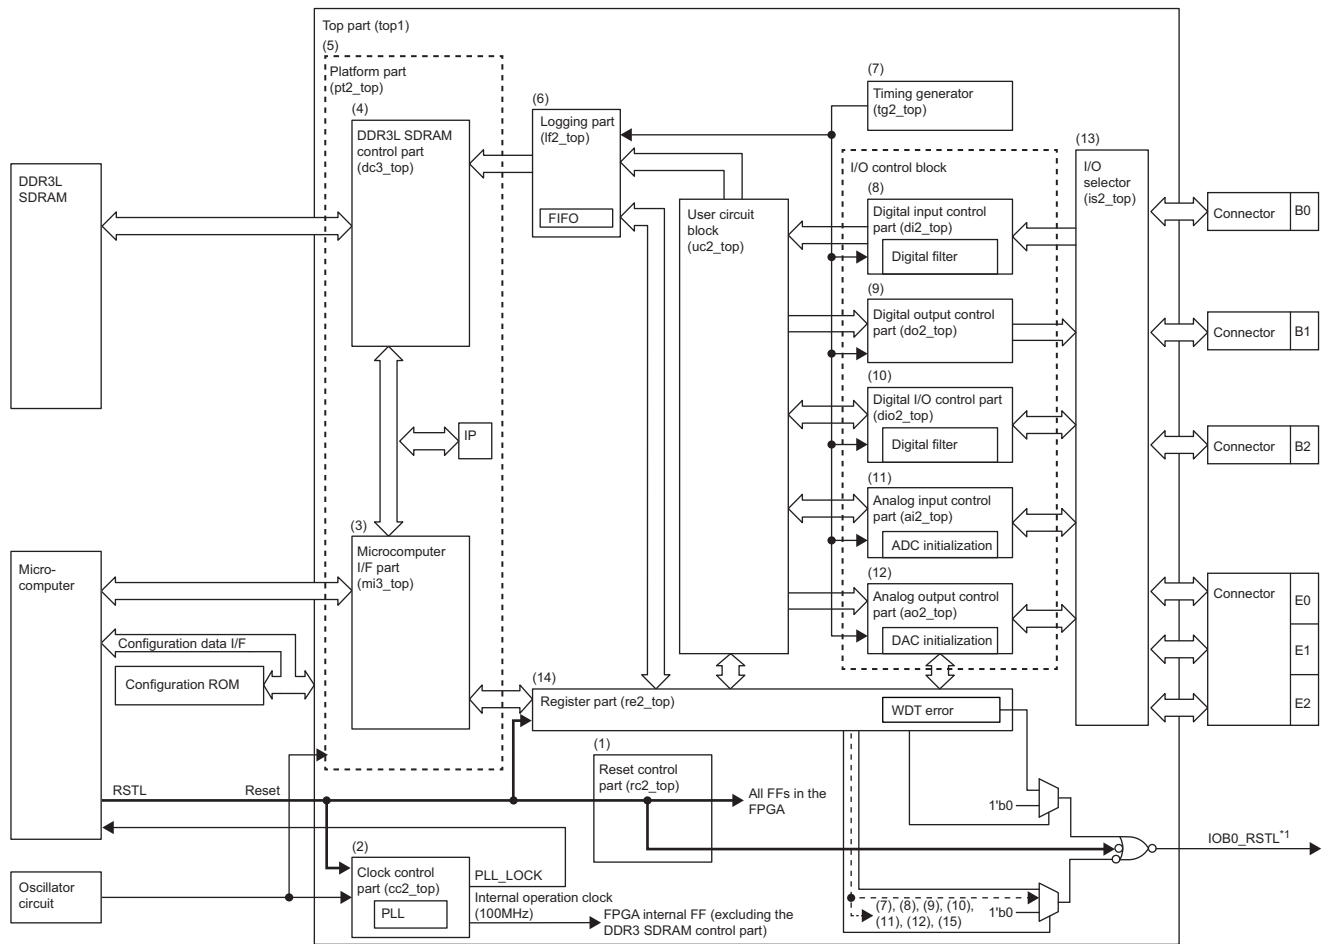 Top part (top1)
(5)
Platform part
(pt2_top)
(4)
DDR3L SDRAM
control part
(dc3_top)
(6)
Logging part
(lf2_top)
FIFO
(7)
Timing generator
(tg2_top)
I/O control block
(8)
Digital input control
part (di2_top)
Digital filter
(9)
Digital output control
part (do2_top)
(10)
Digital I/O control part
(dio2_top)
Digital filter
(11)
Analog input control
part (ai2_top)
ADC initialization
(12)
Analog output control
part (ao2_top)
DAC initialization
(13)
I/O
selector
(is2_top)
Connector B0
Connector B1
Connector B2
Connector E0
E1
E2
DDR3L
SDRAM
User circuit
block
(uc2_top)
IP
(3)
Microcomputer
I/F part
(mi3_top)
Micro-
computer
Configuration data I/F
Configuration ROM
(14)
Register part (re2_top)
WDT error
(1)
Reset control
part (rc2_top)
RSTL
Reset
All FFs in the
FPGA
1'b0
IOB0_RSTL*1
(2)
Clock control
part (cc2_top)
PLL
PLL_LOCK
Internal operation clock
(100MHz)
FPGA internal FF (excluding the
DDR3 SDRAM control part)
Oscillator
circuit
(7), (8), (9), (10),
(11), (12), (15)
1'b0